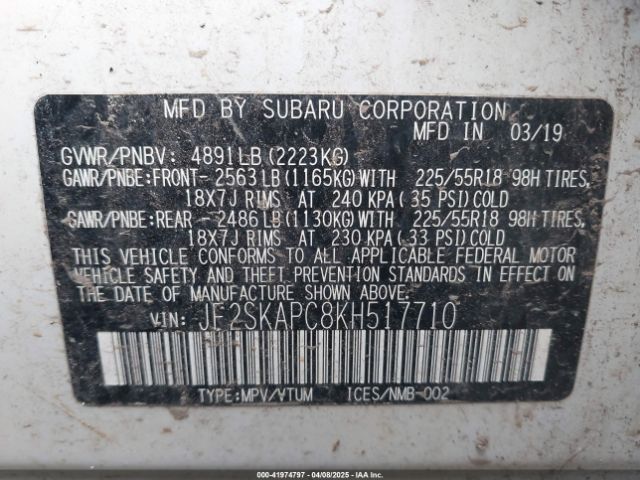 MFD BY SUBARU CORPORATION
MFD IN 03/19
GVWR/PNBV: 4891LB(2223KG)
GAWR/PNBE:FRONT- 2563LB(1165KG)WITH 225/55R18 98H TIRES,
18X7J RIMS AT 240 KPA(35 PSI)COLD
GAWR/PNBE:REAR -2486LB(1130KG)WITH 225/55R18 98H TIRES,
18X7J RIMS AT 230 KPA(33 PSI)COLD
THIS VEHICLE CONFORMS TO ALL APPLICABLE FEDERAL MOTOR
VEHICLE SAFETY AND THEFT PREVENTION STANDARDS IN EFFECT ON
THE DATE OF MANUFACTURE SHOWN ABOVE.
VIN: JF2SKAPC8KH517710
TYPE:MPV/VTUM ICES/NMB-002
000-41974797 - 04/08/2025 - IAAI.COM